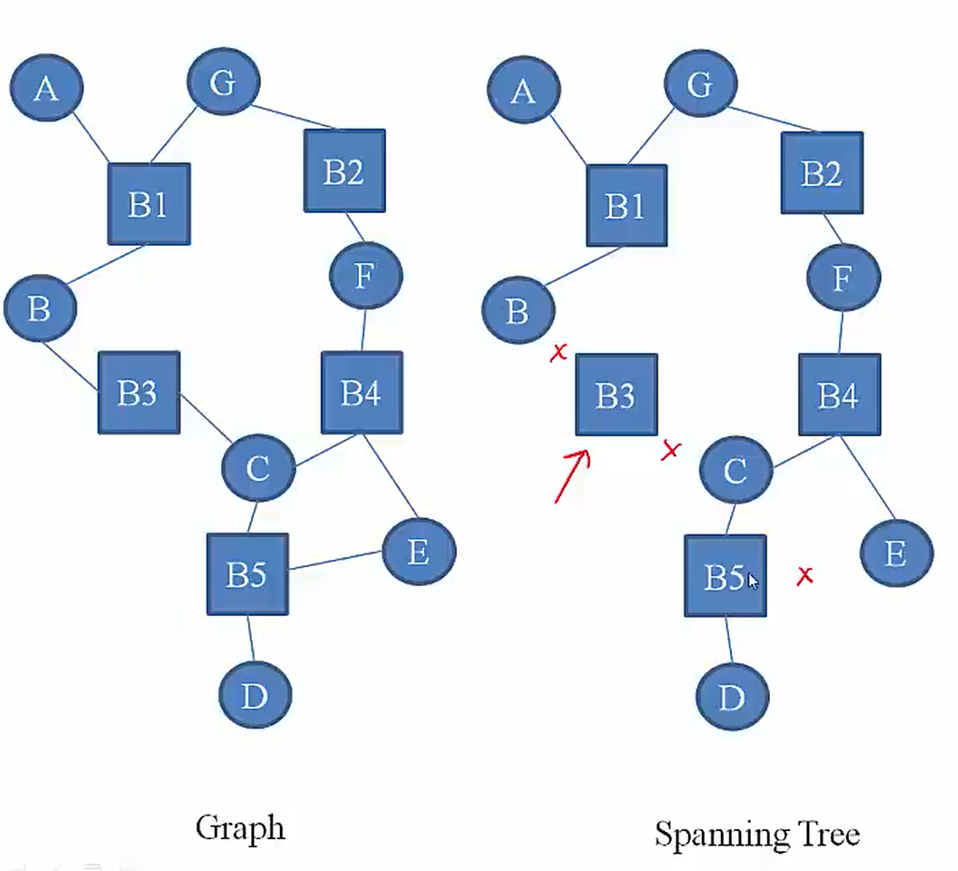 A
G
B1
B2
B
F
B3
B4
C
B5
E
D
Graph
A
G
B1
B2
B
F
x
B3
B4
x
C
B5
x
E
D
Spanning Tree